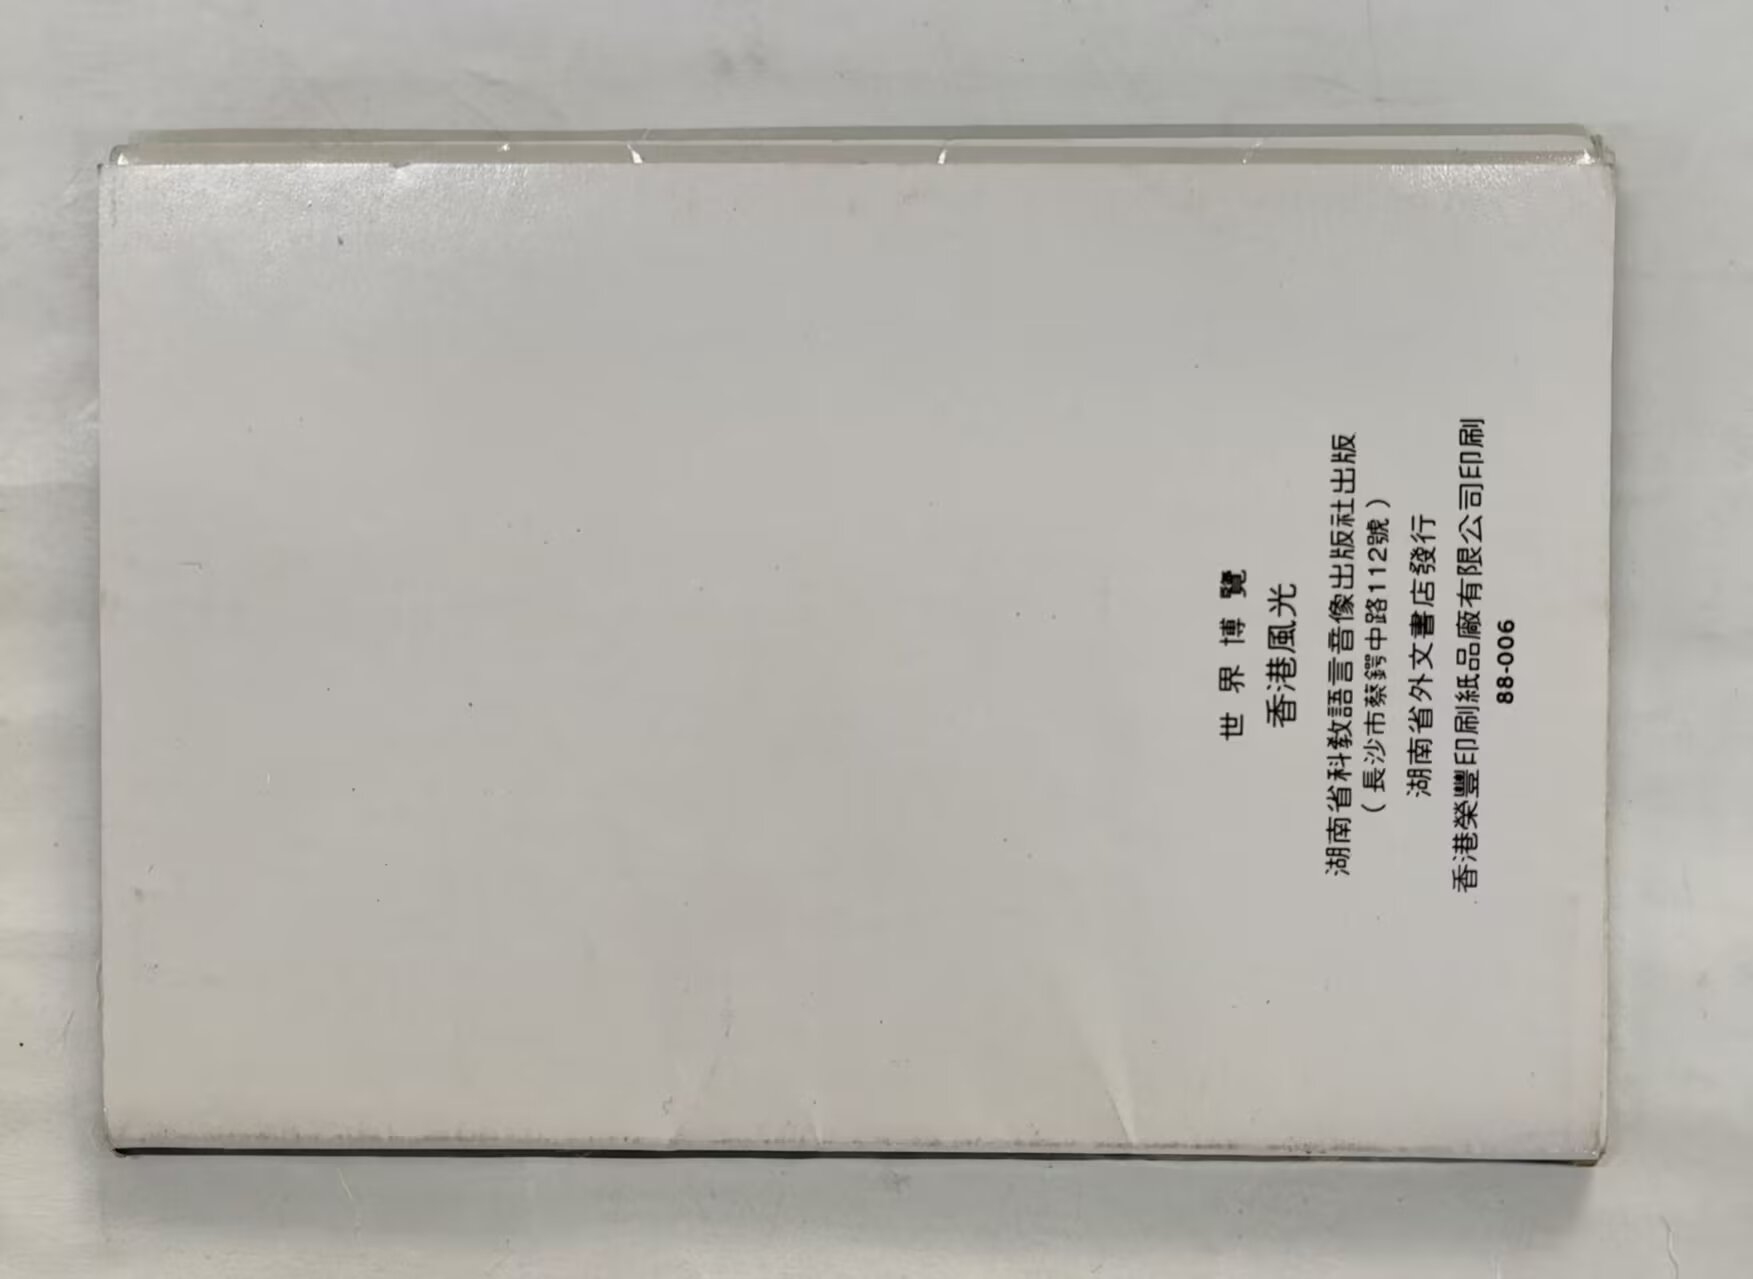 世界博覽
香港風光
湖南省科教語言音像出版社出版
（長沙市蔡鍔中路112號）
湖南省外文書店發行
香港榮豐印刷紙品廠有限公司印刷
88-006